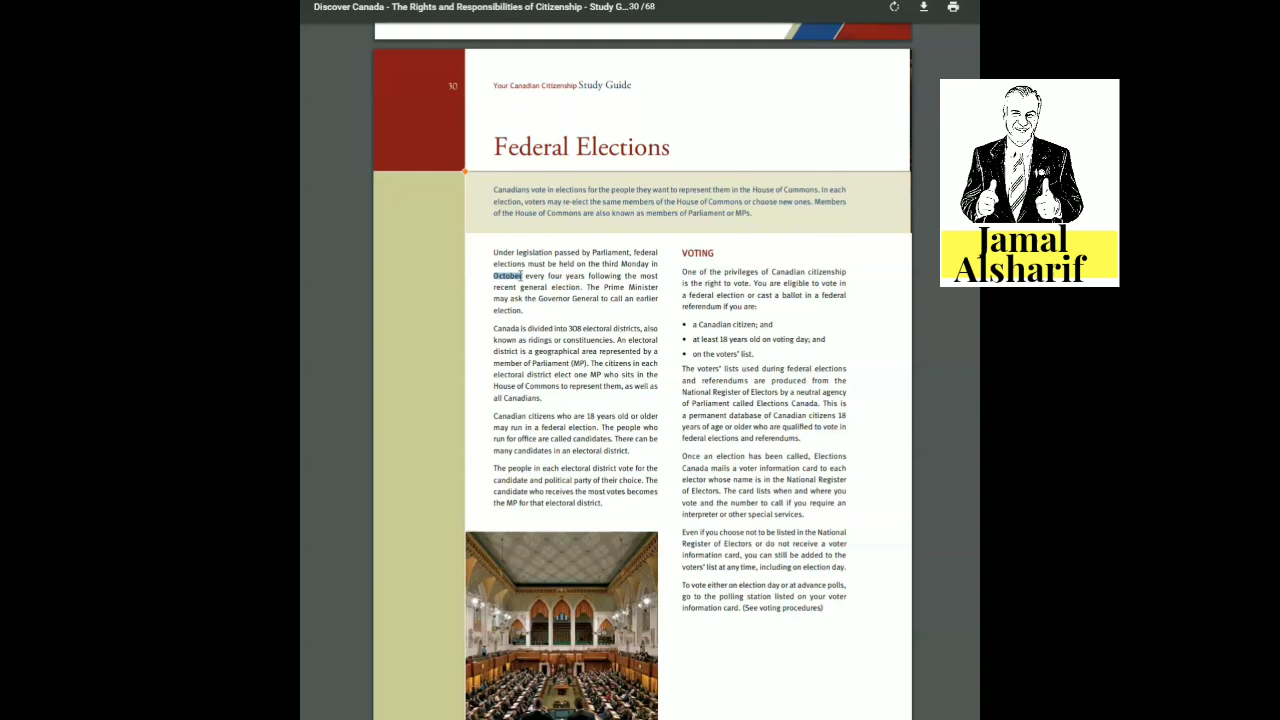 Discover Canada - The Rights and Responsibilities of Citizenship - Study G...30 /68
30
Your Canadian Citizenship Study Guide
Federal Elections
Canadians vote in elections for the people they want to represent them in the House of Commons. In each
election, voters may re-elect the same members of the House of Commons or choose new ones. Members
of the House of Commons are also known as members of Parliament or MPs.
Under legislation passed by Parliament, federal
elections must be held on the third Monday in
October every four years following the most
recent general election. The Prime Minister
may ask the Governor General to call an earlier
election.
Canada is divided into 308 electoral districts, also
known as ridings or constituencies. An electoral
district is a geographical area represented by a
member of Parliament (MP). The citizens in each
electoral district elect one MP who sits in the
House of Commons to represent them, as well as
all Canadians.
Canadian citizens who are 18 years old or older
may run in a federal election. The people who
run for office are called candidates. There can be
many candidates in an electoral district.
The people in each electoral district vote for the
candidate and political party of their choice. The
candidate who receives the most votes becomes
the MP for that electoral district.
VOTING
One of the privileges of Canadian citizenship
is the right to vote. You are eligible to vote in
a federal election or cast a ballot in a federal
referendum if you are:
• a Canadian citizen; and
• at least 18 years old on voting day; and
• on the voters' list.
The voters' lists used during federal elections
and referendums are produced from the
National Register of Electors by a neutral agency
of Parliament called Elections Canada. This is
a permanent database of Canadian citizens 18
years of age or older who are qualified to vote in
federal elections and referendums.
Once an election has been called, Elections
Canada mails a voter information card to each
elector whose name is in the National Register
of Electors. The card lists when and where you
vote and the number to call if you require an
interpreter or other special services.
Even if you choose not to be listed in the National
Register of Electors or do not receive a voter
information card, you can still be added to the
voters' list at any time, including on election day.
To vote either on election day or at advance polls,
go to the polling station listed on your voter
information card. (See voting procedures)
Jamal
Alsharif